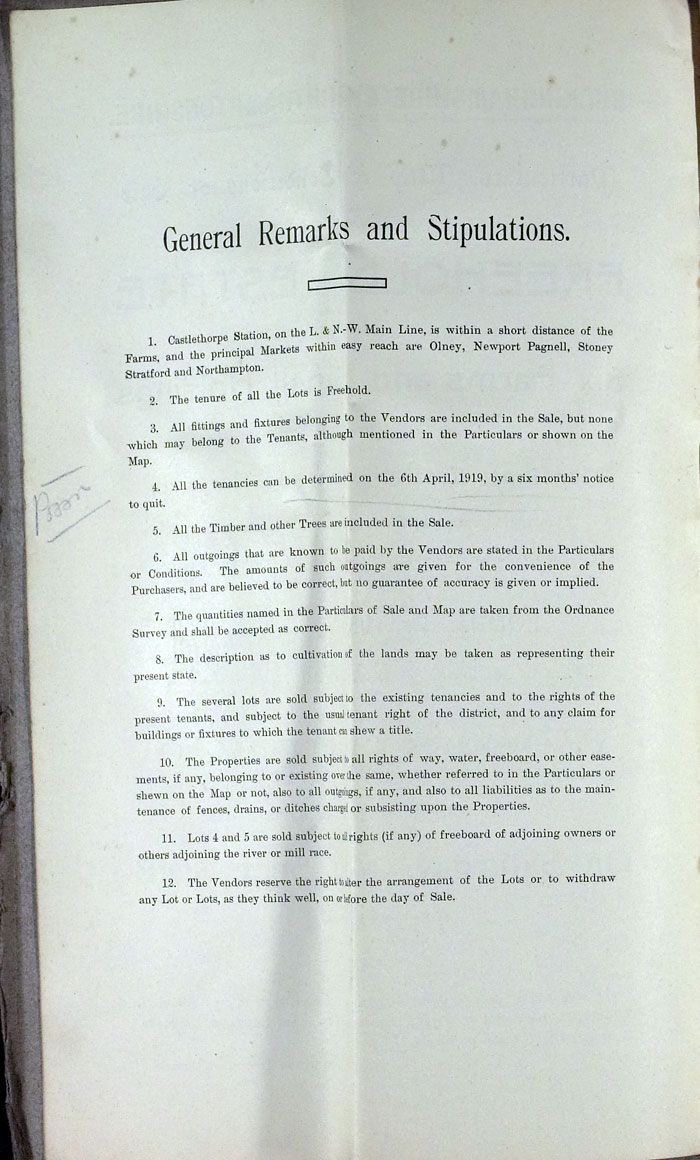 General Remarks and Stipulations.
1. Castlethorpe Station, on the L. & N.-W. Main Line, is within a short distance of the
Farms, and the principal Markets within easy reach are Olney, Newport Pagnell, Stoney
Stratford and Northampton.
2. The tenure of all the Lots is Freehold.
3. All fittings and fixtures belonging to the Vendors are included in the Sale, but none
which may belong to the Tenants, although mentioned in the Particulars or shown on the
Map.
4. All the tenancies can be determined on the 6th April, 1919, by a six months' notice
to quit.
5. All the Timber and other Trees are included in the Sale.
6. All outgoings that are known to be paid by the Vendors are stated in the Particulars
or Conditions. The amounts of such outgoings are given for the convenience of the
Purchasers, and are believed to be correct, but no guarantee of accuracy is given or implied.
7. The quantities named in the Particulars of Sale and Map are taken from the Ordnance
Survey and shall be accepted as correct.
8. The description as to cultivation of the lands may be taken as representing their
present state.
9. The several lots are sold subject to the existing tenancies and to the rights of the
present tenants, and subject to the usual tenant right of the district, and to any claim for
buildings or fixtures to which the tenant can shew a title.
10. The Properties are sold subject to all rights of way, water, freeboard, or other ease-
ments, if any, belonging to or existing over the same, whether referred to in the Particulars or
shewn on the Map or not, also to all outgoings, if any, and also to all liabilities as to the main-
tenance of fences, drains, or ditches charged or subsisting upon the Properties.
11. Lots 4 and 5 are sold subject to all rights (if any) of freeboard of adjoining owners or
others adjoining the river or mill race.
12. The Vendors reserve the right to alter the arrangement of the Lots or to withdraw
any Lot or Lots, as they think well, on or before the day of Sale.